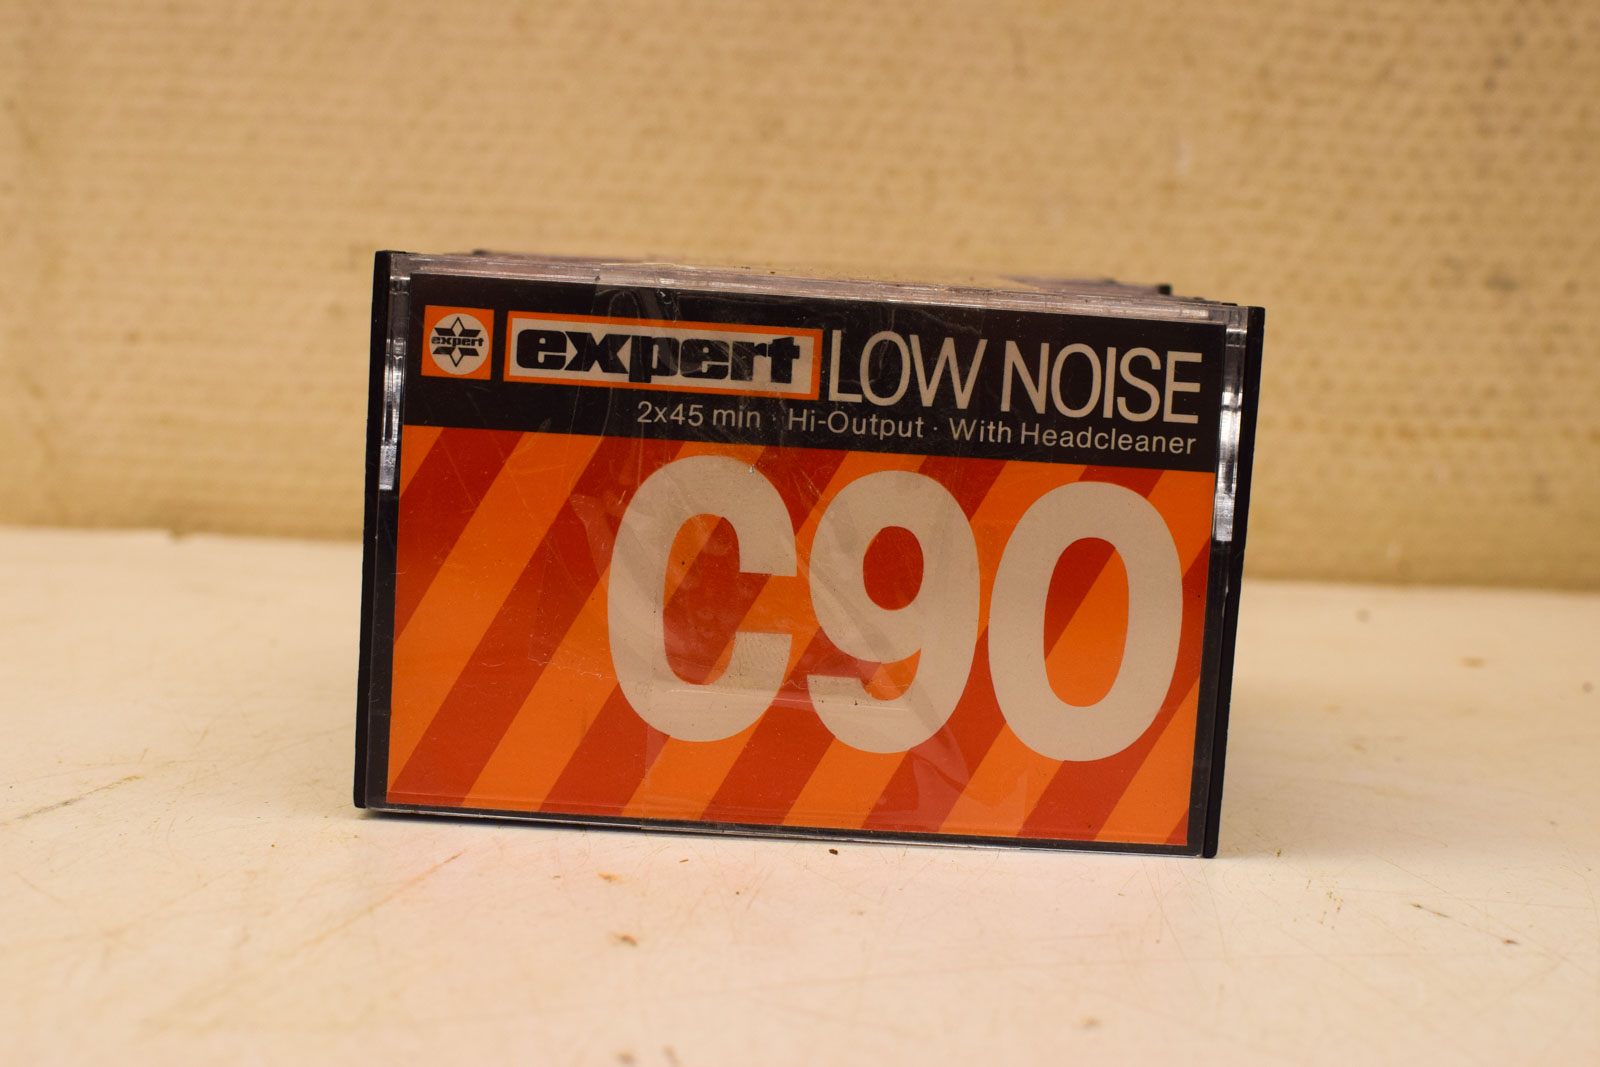 expert
expert LOW NOISE
2x45 min · Hi-Output · With Headcleaner
C90